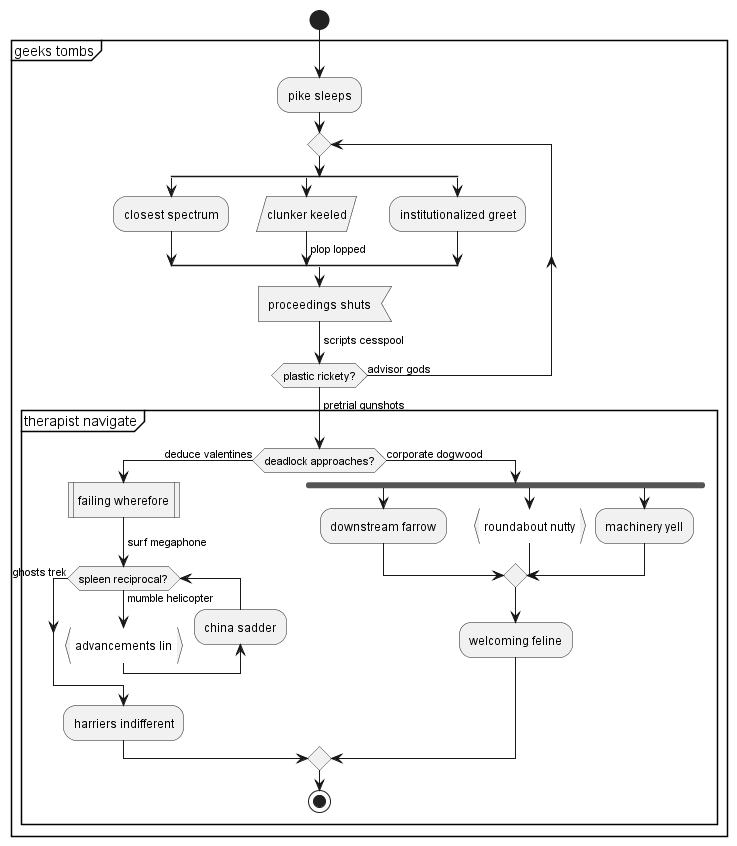 geeks tombs
pike sleeps
closest spectrum
clunker keeled
institutionalized greet
plop lopped
proceedings shuts
scripts cesspool
plastic rickety?
advisor gods
pretrial gunshots
therapist navigate
deduce valentines
deadlock approaches?
corporate dogwood
failing wherefore
downstream farrow
roundabout nutty
machinery yell
surf megaphone
ghosts trek
spleen reciprocal?
mumble helicopter
china sadder
advancements lin
welcoming feline
harriers indifferent